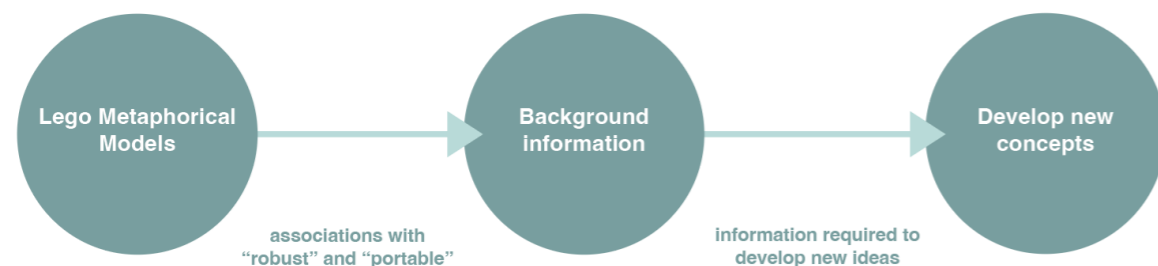 Lego Metaphorical
Models
Background
information
Develop new
concepts
associations with
“robust” and “portable”
information required to
develop new ideas